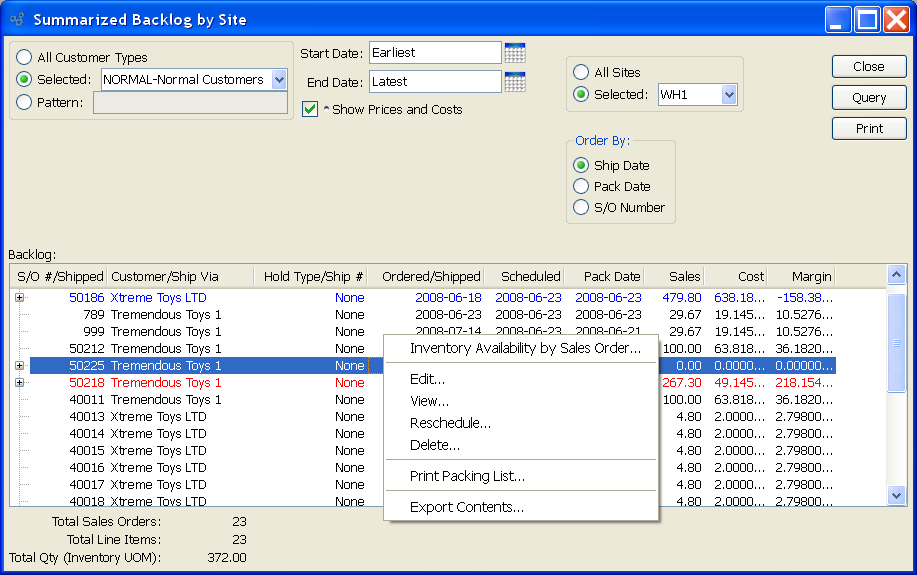 Summarized Backlog by Site
All Customer Types
Selected: NORMAL-Normal Customers
Pattern:
Start Date: Earliest
End Date: Latest
^ Show Prices and Costs
All Sites
Selected: WH1
Order By:
Ship Date
Pack Date
S/O Number
Close
Query
Print
Backlog:
S/O #/Shipped Customer/Ship Via Hold Type/Ship # Ordered/Shipped Scheduled Pack Date Sales Cost Margin
50186 Xtreme Toys LTD None 2008-06-18 2008-06-23 2008-06-23 479.80 638.18... -158.38...
789 Tremendous Toys 1 None 2008-06-23 2008-06-23 2008-06-23 29.67 19.145... 10.5276...
999 Tremendous Toys 1 None 2008-07-14 2008-06-23 2008-06-21 29.67 19.145... 10.5276...
50212 Tremendous Toys 1 None 100.00 63.818... 36.1820...
50225 Tremendous Toys 1 None 0.00 0.0000... 0.00000...
50218 Tremendous Toys 1 None 267.30 49.145... 218.154...
40011 Tremendous Toys 1 None 100.00 63.818... 36.1820...
40013 Xtreme Toys LTD None 4.80 2.0000... 2.79800...
40014 Xtreme Toys LTD None 4.80 2.0000... 2.79800...
40015 Xtreme Toys LTD None 4.80 2.0000... 2.79800...
40016 Xtreme Toys LTD None 4.80 2.0000... 2.79800...
40017 Xtreme Toys LTD None 4.80 2.0000... 2.79800...
40018 Xtreme Toys LTD None 4.80 2.0000... 2.79800...
Inventory Availability by Sales Order...
Edit...
View...
Reschedule...
Delete...
Print Packing List...
Export Contents...
Total Sales Orders: 23
Total Line Items: 23
Total Qty (Inventory UOM): 372.00